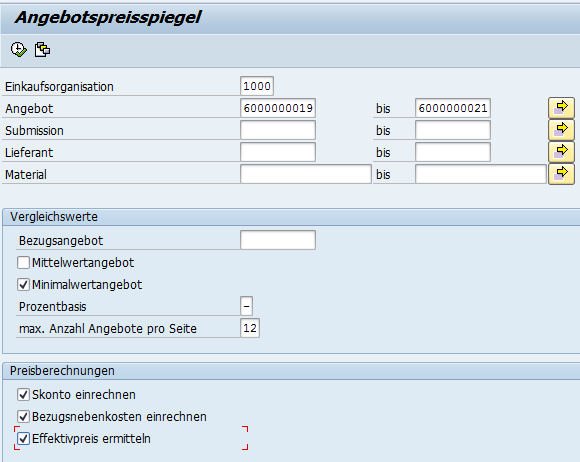 Angebotspreisspiegel
Einkaufsorganisation 1000
Angebot 6000000019 bis 6000000021
Submission bis
Lieferant bis
Material bis
Vergleichswerte
Bezugsangebot
Mittelwertangebot
Minimalwertangebot
Prozentbasis –
max. Anzahl Angebote pro Seite 12
Preisberechnungen
Skonto einrechnen
Bezugsnebenkosten einrechnen
Effektivpreis ermitteln